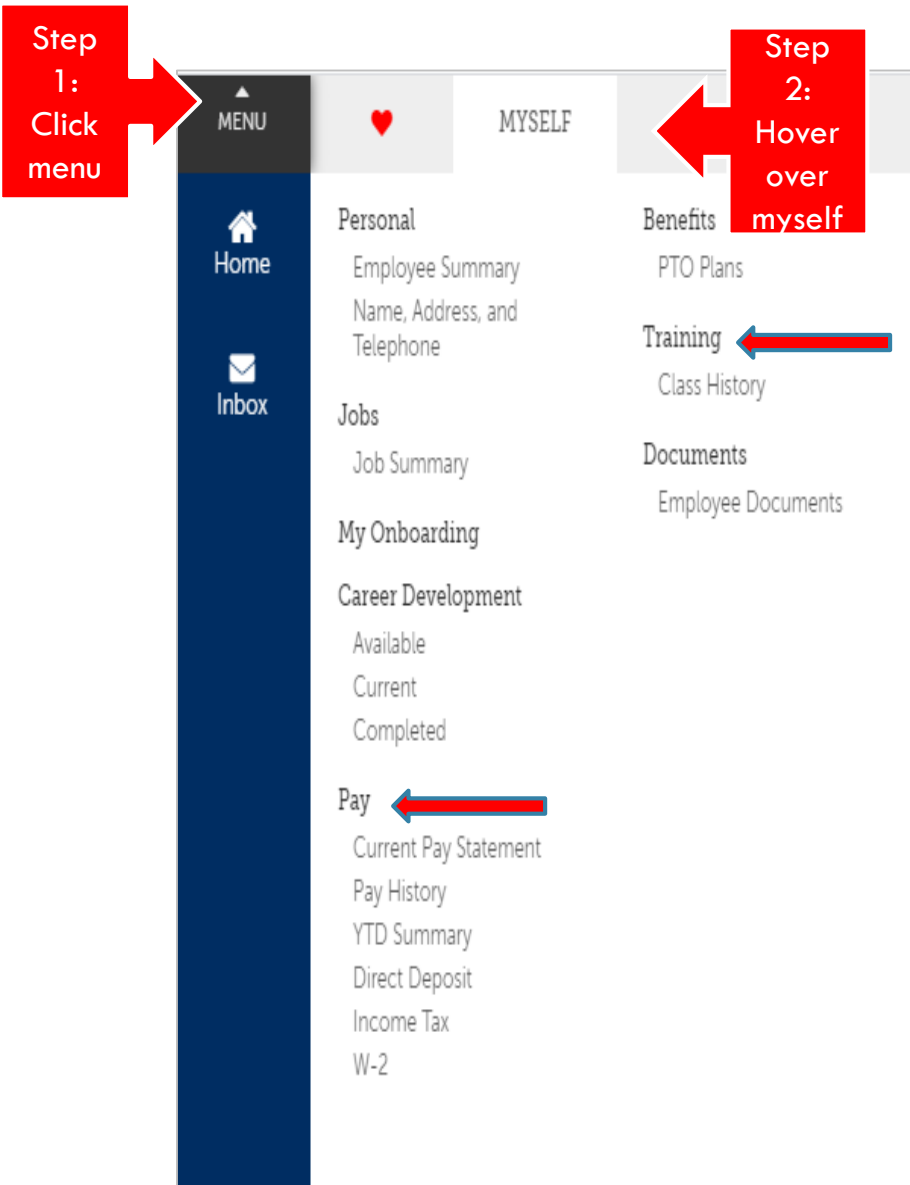 Step
1:
Click
menu
MENU
MYSELF
Step
2:
Hover
over
myself
Home
Inbox
Personal
Employee Summary
Name, Address, and
Telephone
Jobs
Job Summary
My Onboarding
Career Development
Available
Current
Completed
Pay
Current Pay Statement
Pay History
YTD Summary
Direct Deposit
Income Tax
W-2
Benefits
PTO Plans
Training
Class History
Documents
Employee Documents